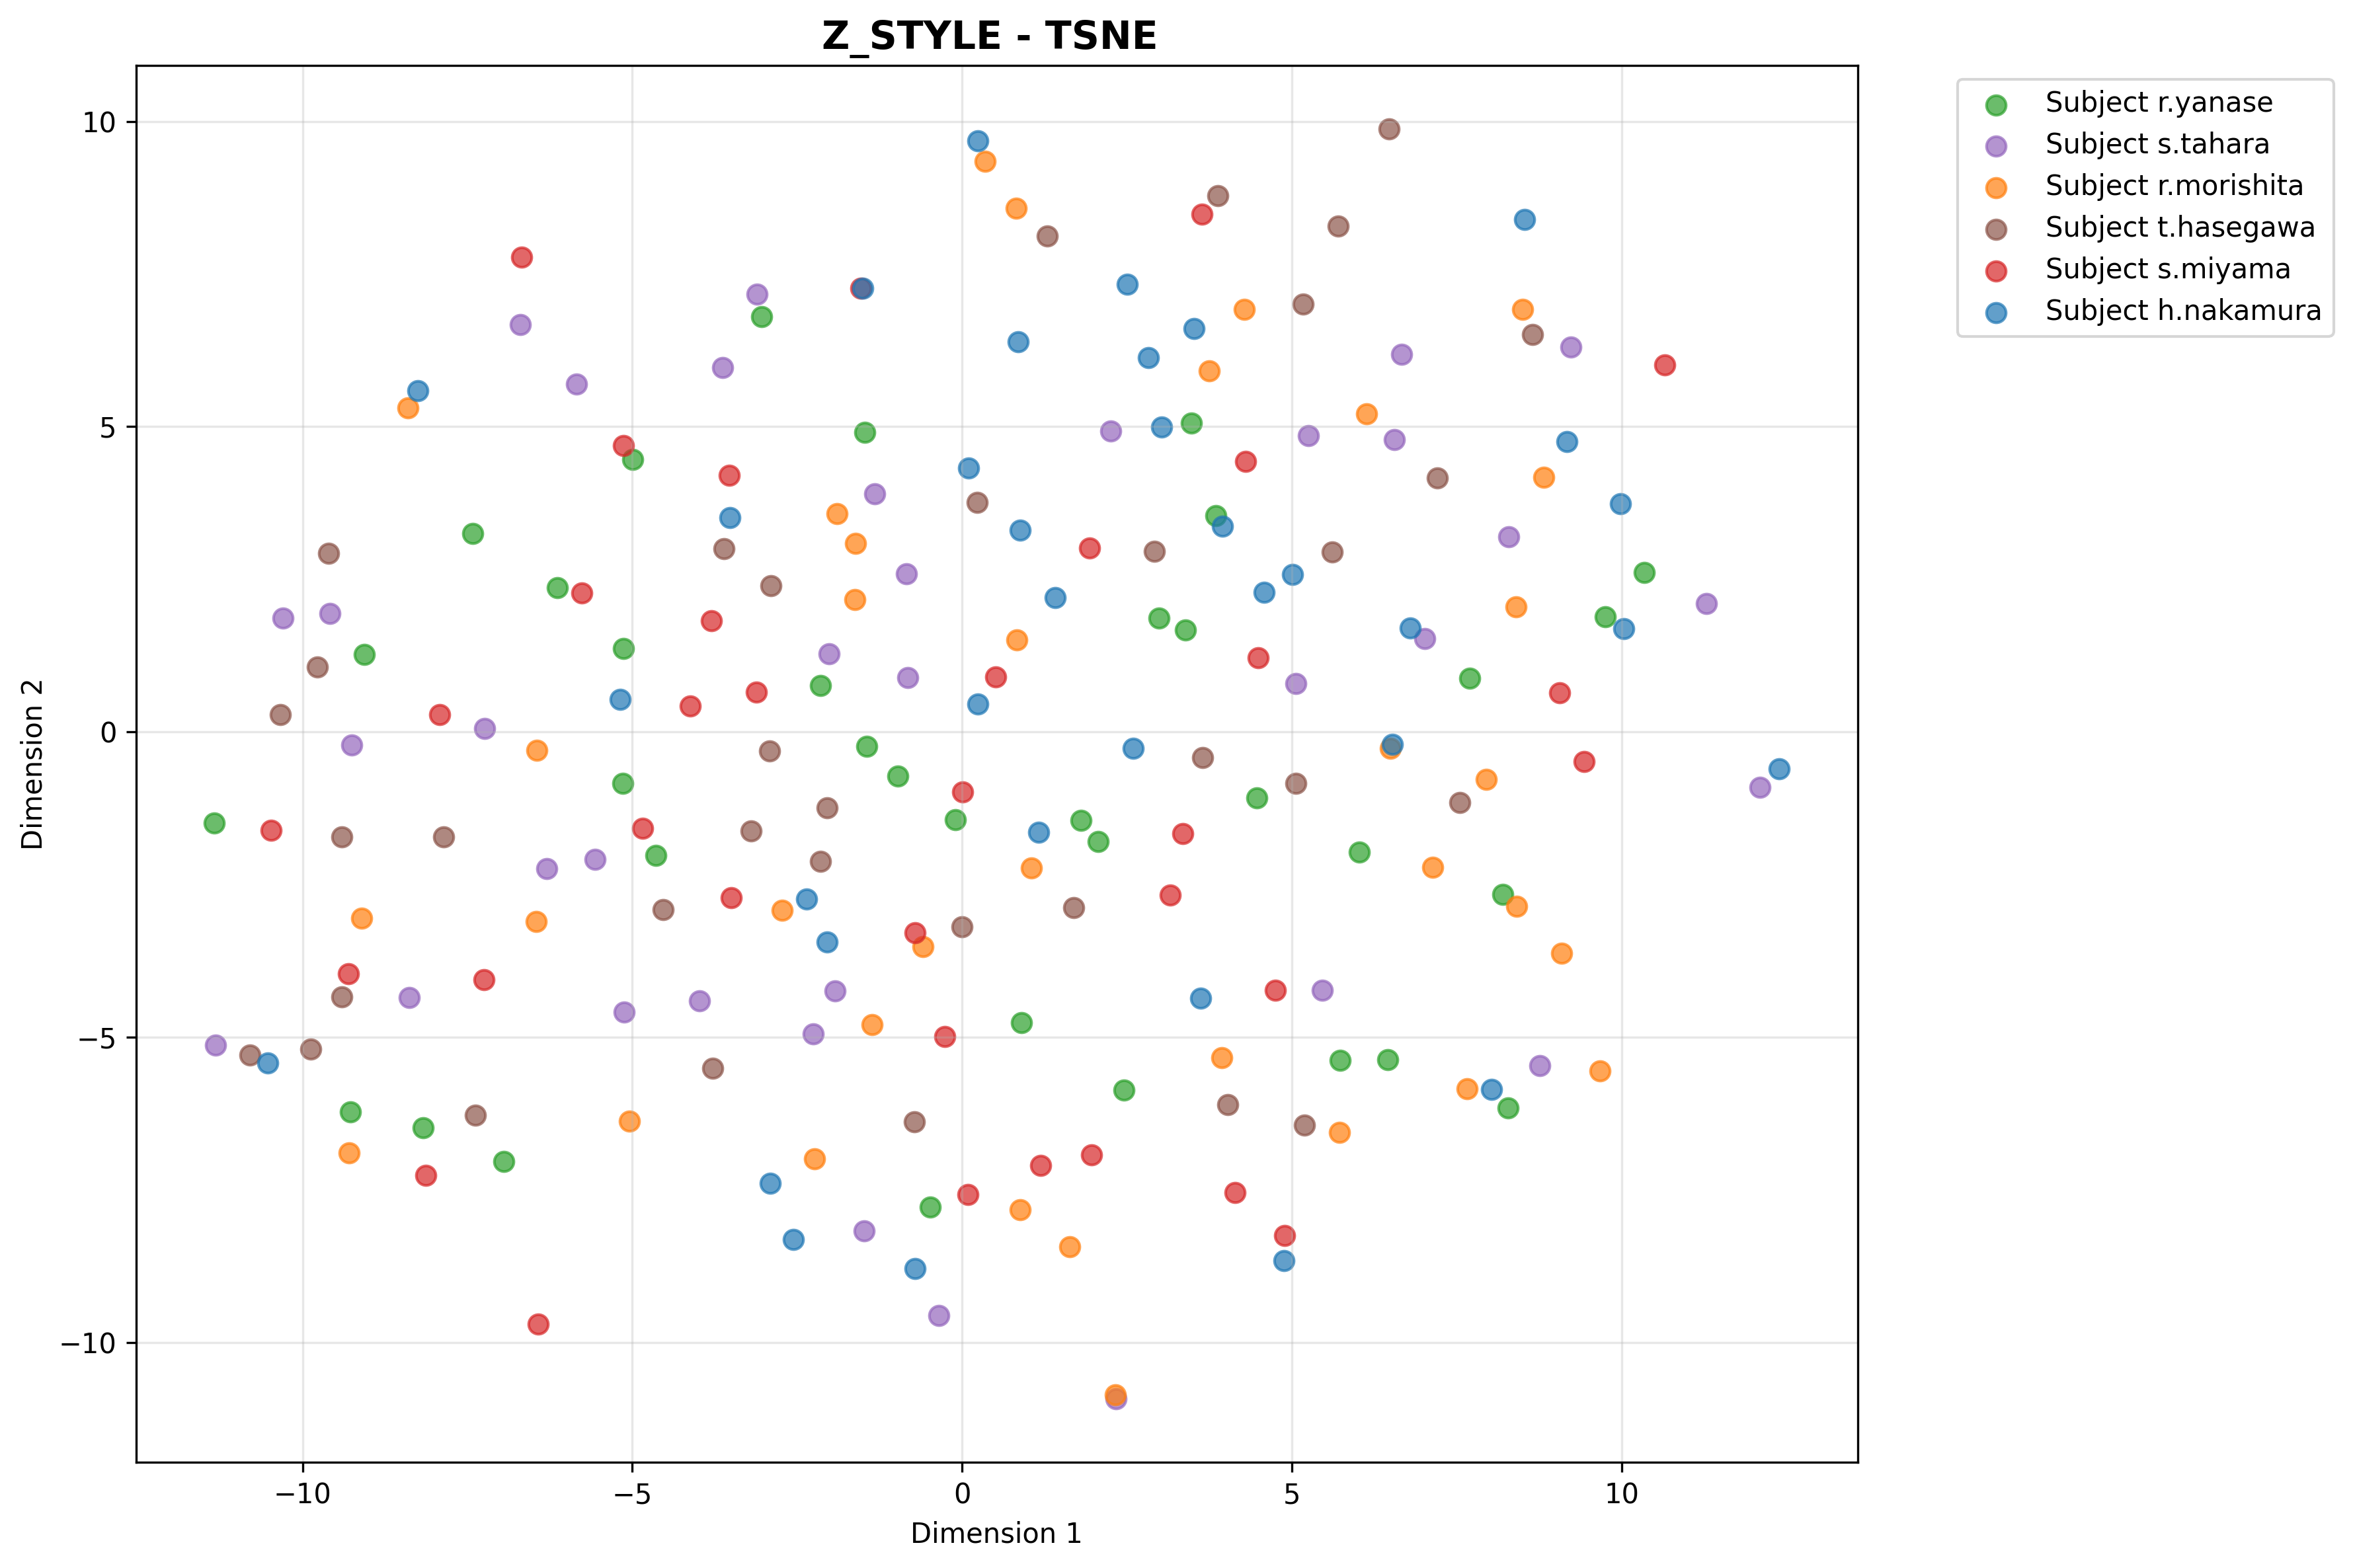 Z_STYLE - TSNE
Subject r.yanase
Subject s.tahara
Subject r.morishita
Subject t.hasegawa
Subject s.miyama
Subject h.nakamura
Dimension 2
10
5
0
−5
−10
−10
−5
0
5
10
Dimension 1